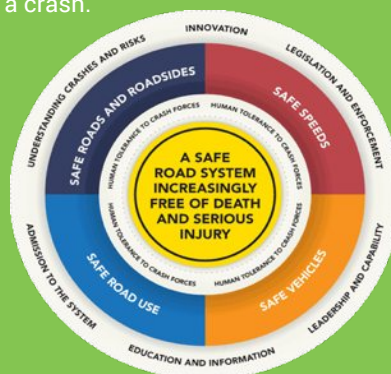 a crash.
INNOVATION
LEGISLATION AND ENFORCEMENT
LEADERSHIP AND CAPABILITY
EDUCATION AND INFORMATION
ADMISSION TO THE SYSTEM
UNDERSTANDING CRASHES AND RISKS
SAFE ROADS AND ROADSIDES
SAFE SPEEDS
SAFE VEHICLES
SAFE ROAD USE
HUMAN TOLERANCE TO CRASH FORCES
HUMAN TOLERANCE TO CRASH FORCES
HUMAN TOLERANCE TO CRASH FORCES
HUMAN TOLERANCE TO CRASH FORCES
A SAFE
ROAD SYSTEM
INCREASINGLY
FREE OF DEATH
AND SERIOUS
INJURY